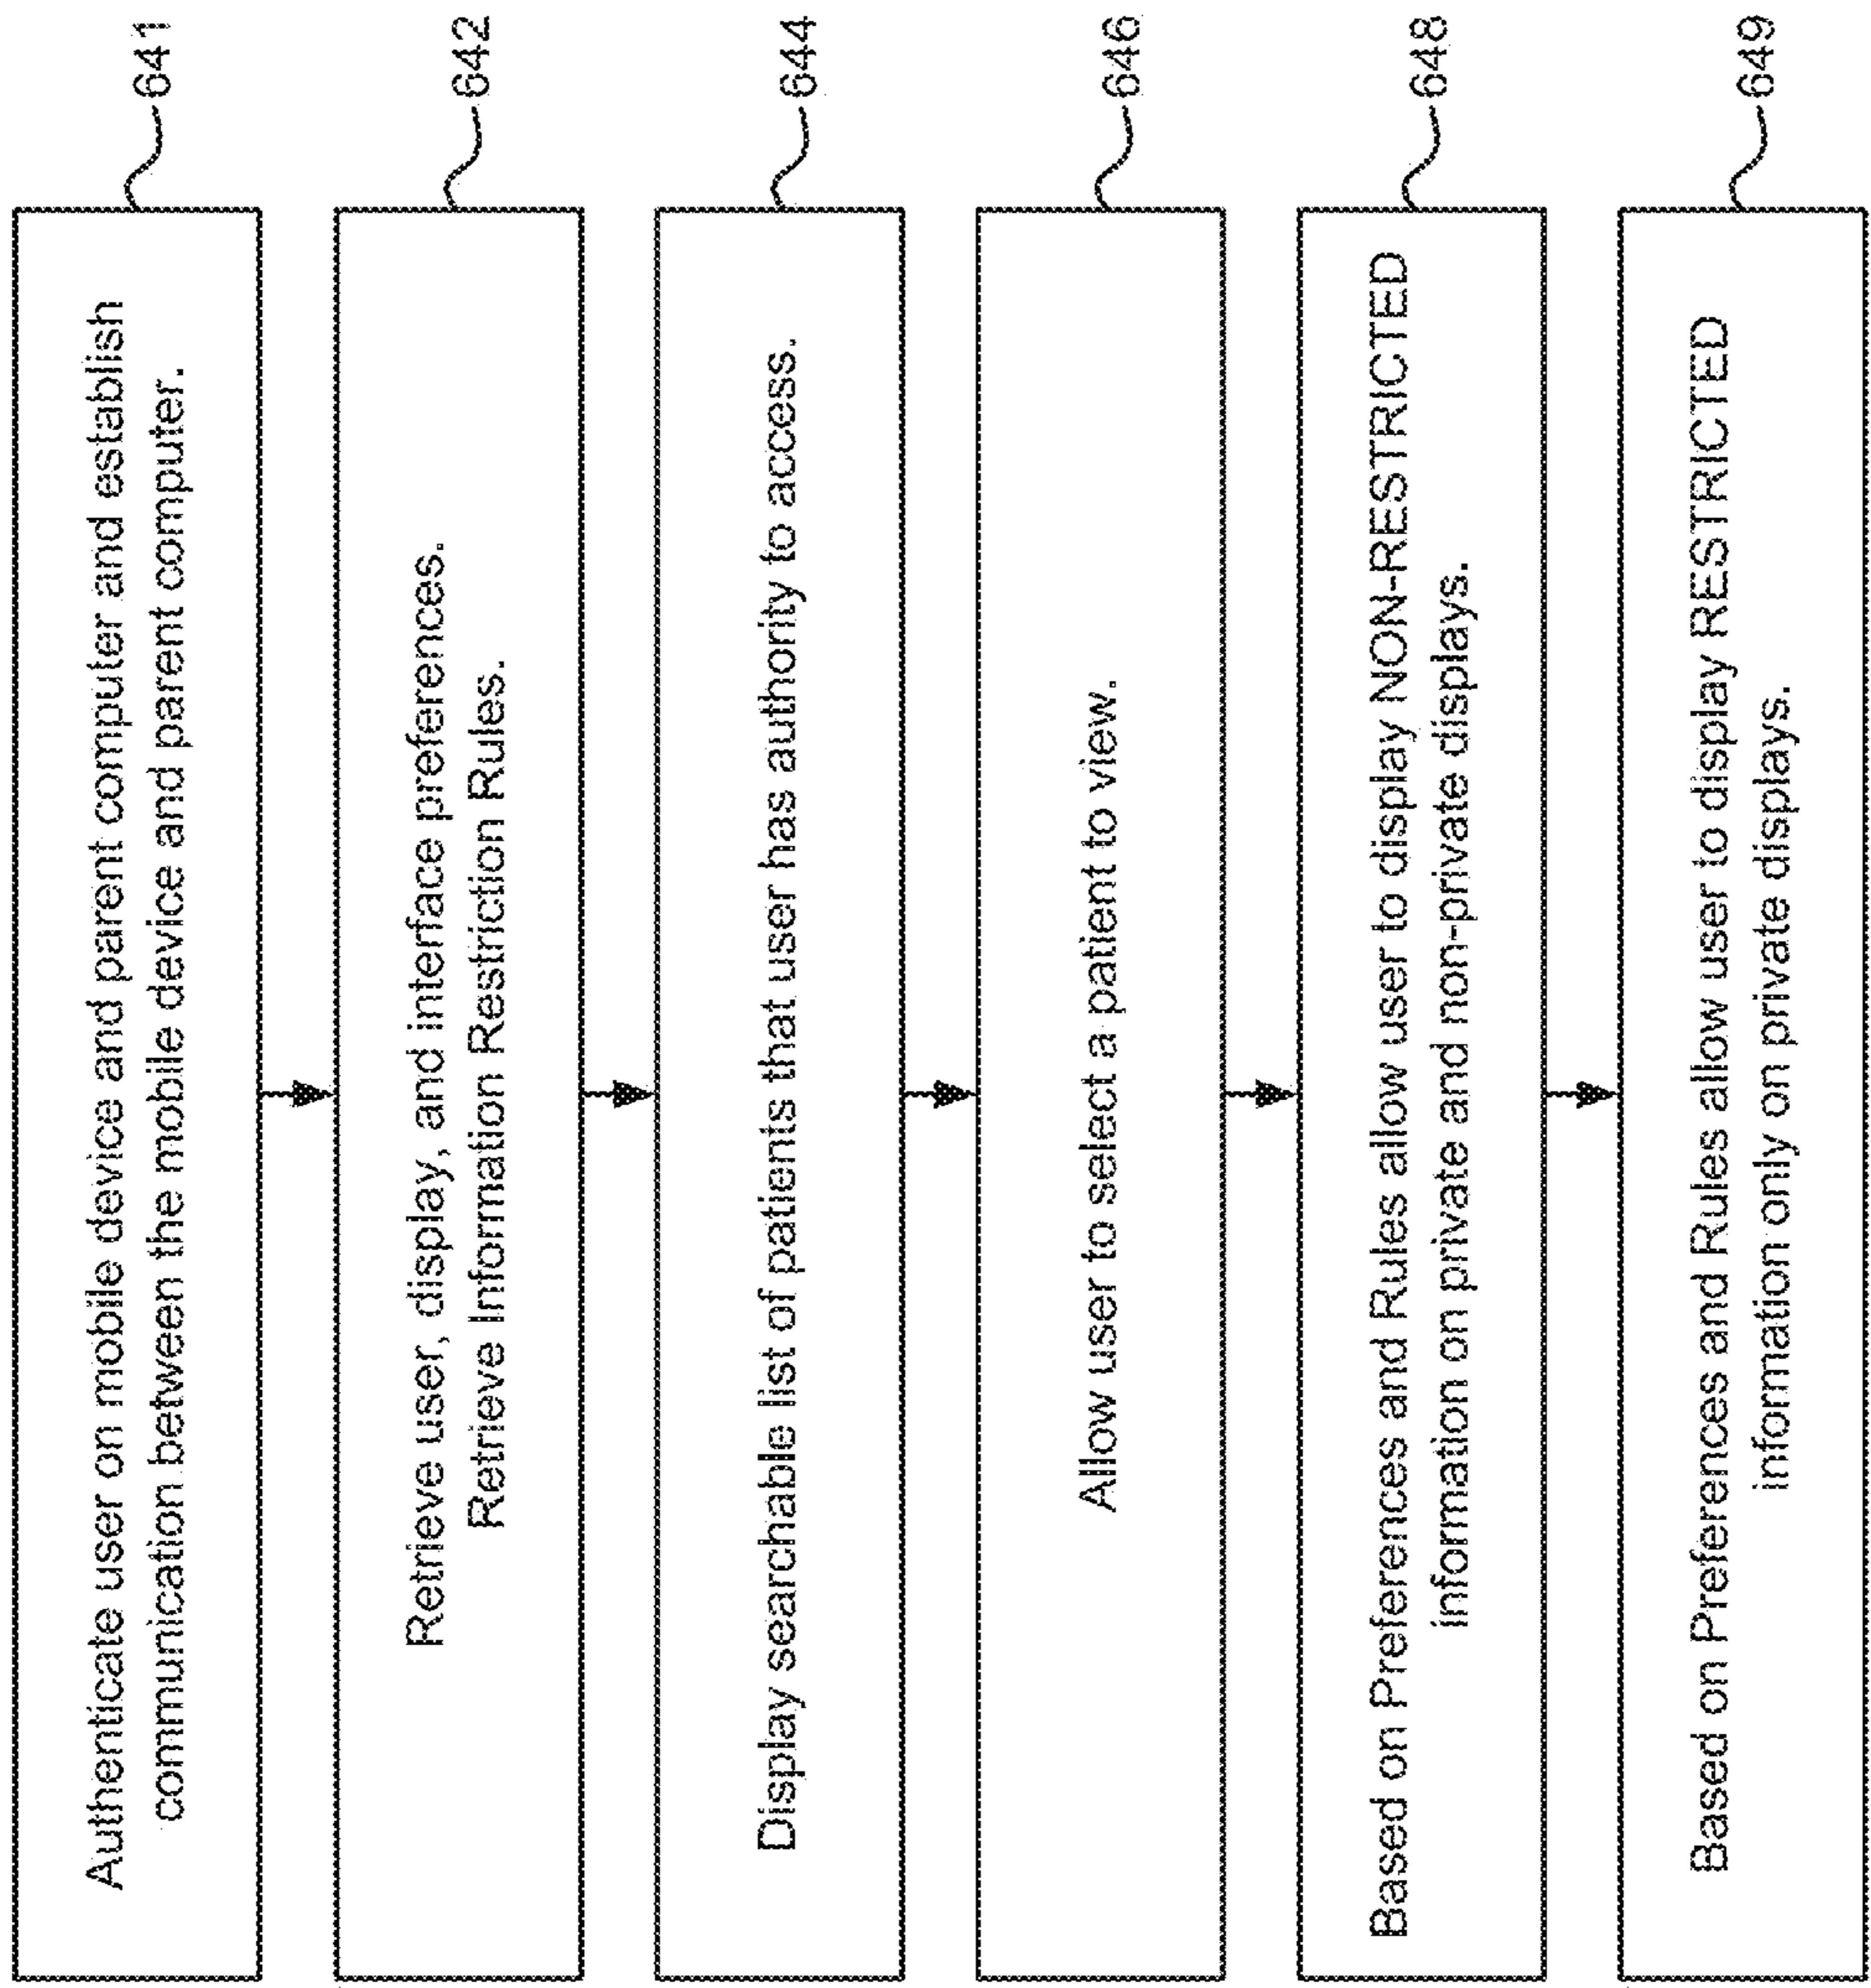 Authenticate user on mobile device and parent computer and establish
communication between the mobile device and parent computer.
641
Retrieve user, display, and interface preferences.
Retrieve Information Restriction Rules.
642
Display searchable list of patients that user has authority to access.
644
Allow user to select a patient to view.
646
Based on Preferences and Rules allow user to display NON-RESTRICTED
information on private and non-private displays.
648
Based on Preferences and Rules allow user to display RESTRICTED
information only on private displays.
649